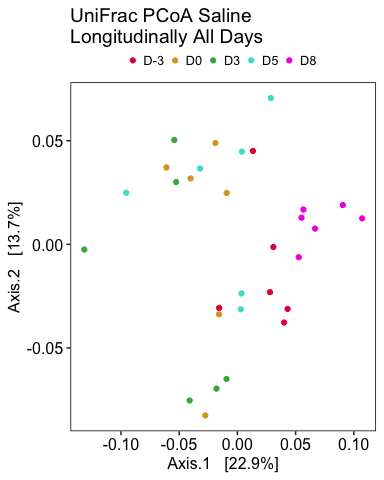 UniFrac PCoA Saline
Longitudinally All Days
D-3 D0 D3 D5 D8
0.05
0.00
-0.05
Axis.2 [13.7%]
-0.10 -0.05 0.00 0.05 0.10
Axis.1 [22.9%]